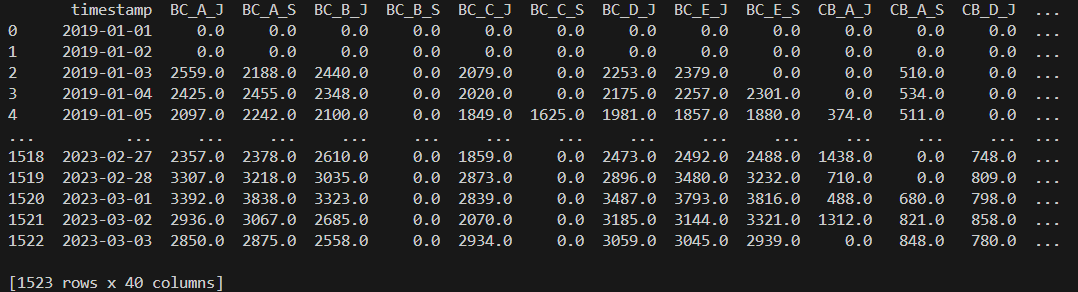 timestamp BC_A_J BC_A_S BC_B_J BC_B_S BC_C_J BC_C_S BC_D_J BC_E_J BC_E_S CB_A_J CB_A_S CB_D_J ...
0 2019-01-01 0.0 0.0 0.0 0.0 0.0 0.0 0.0 0.0 0.0 0.0 0.0 0.0 ...
1 2019-01-02 0.0 0.0 0.0 0.0 0.0 0.0 0.0 0.0 0.0 0.0 0.0 0.0 ...
2 2019-01-03 2559.0 2188.0 2440.0 0.0 2079.0 0.0 2253.0 2379.0 0.0 0.0 510.0 0.0 ...
3 2019-01-04 2425.0 2455.0 2348.0 0.0 2020.0 0.0 2175.0 2257.0 2301.0 0.0 534.0 0.0 ...
4 2019-01-05 2097.0 2242.0 2100.0 0.0 1849.0 1625.0 1981.0 1857.0 1880.0 374.0 511.0 0.0 ...
... ... ... ... ... ... ... ... ... ... ... ... ... ... ...
1518 2023-02-27 2357.0 2378.0 2610.0 0.0 1859.0 0.0 2473.0 2492.0 2488.0 1438.0 0.0 748.0 ...
1519 2023-02-28 3307.0 3218.0 3035.0 0.0 2873.0 0.0 2896.0 3480.0 3232.0 710.0 0.0 809.0 ...
1520 2023-03-01 3392.0 3838.0 3323.0 0.0 2839.0 0.0 3487.0 3793.0 3816.0 488.0 680.0 798.0 ...
1521 2023-03-02 2936.0 3067.0 2685.0 0.0 2070.0 0.0 3185.0 3144.0 3321.0 1312.0 821.0 858.0 ...
1522 2023-03-03 2850.0 2875.0 2558.0 0.0 2934.0 0.0 3059.0 3045.0 2939.0 0.0 848.0 780.0 ...
[1523 rows x 40 columns]